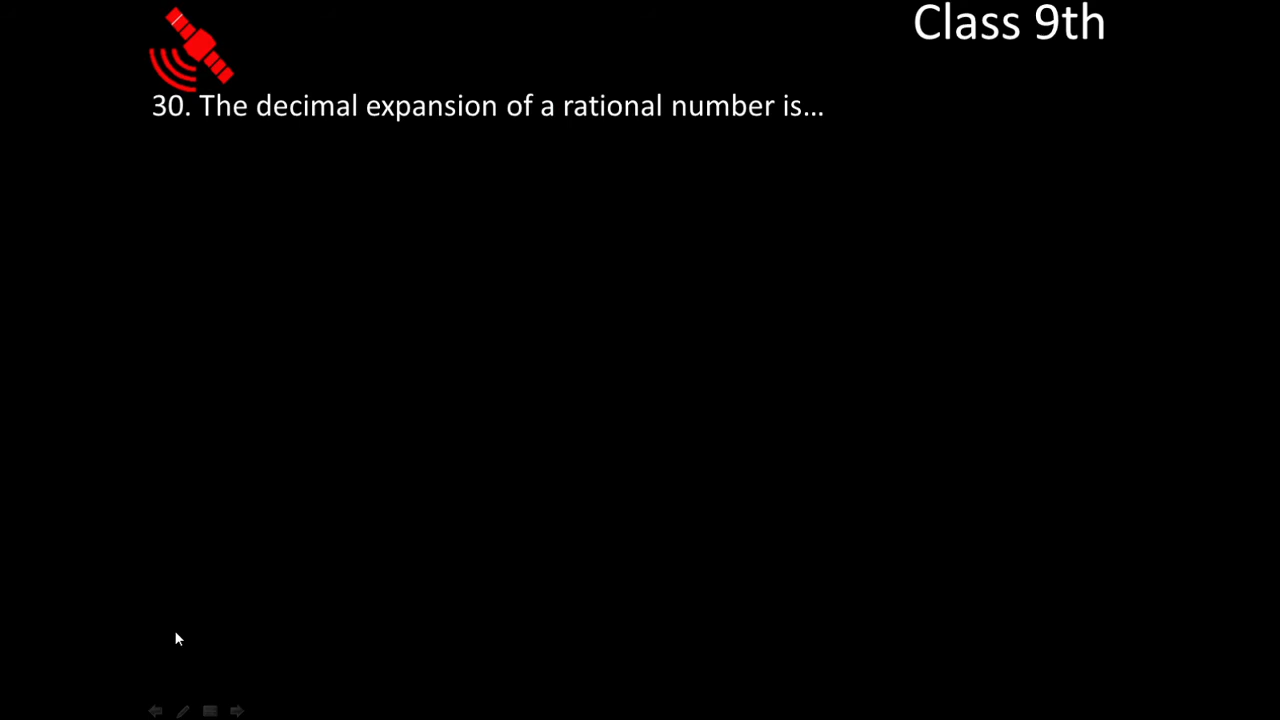 Class 9th
30. The decimal expansion of a rational number is...